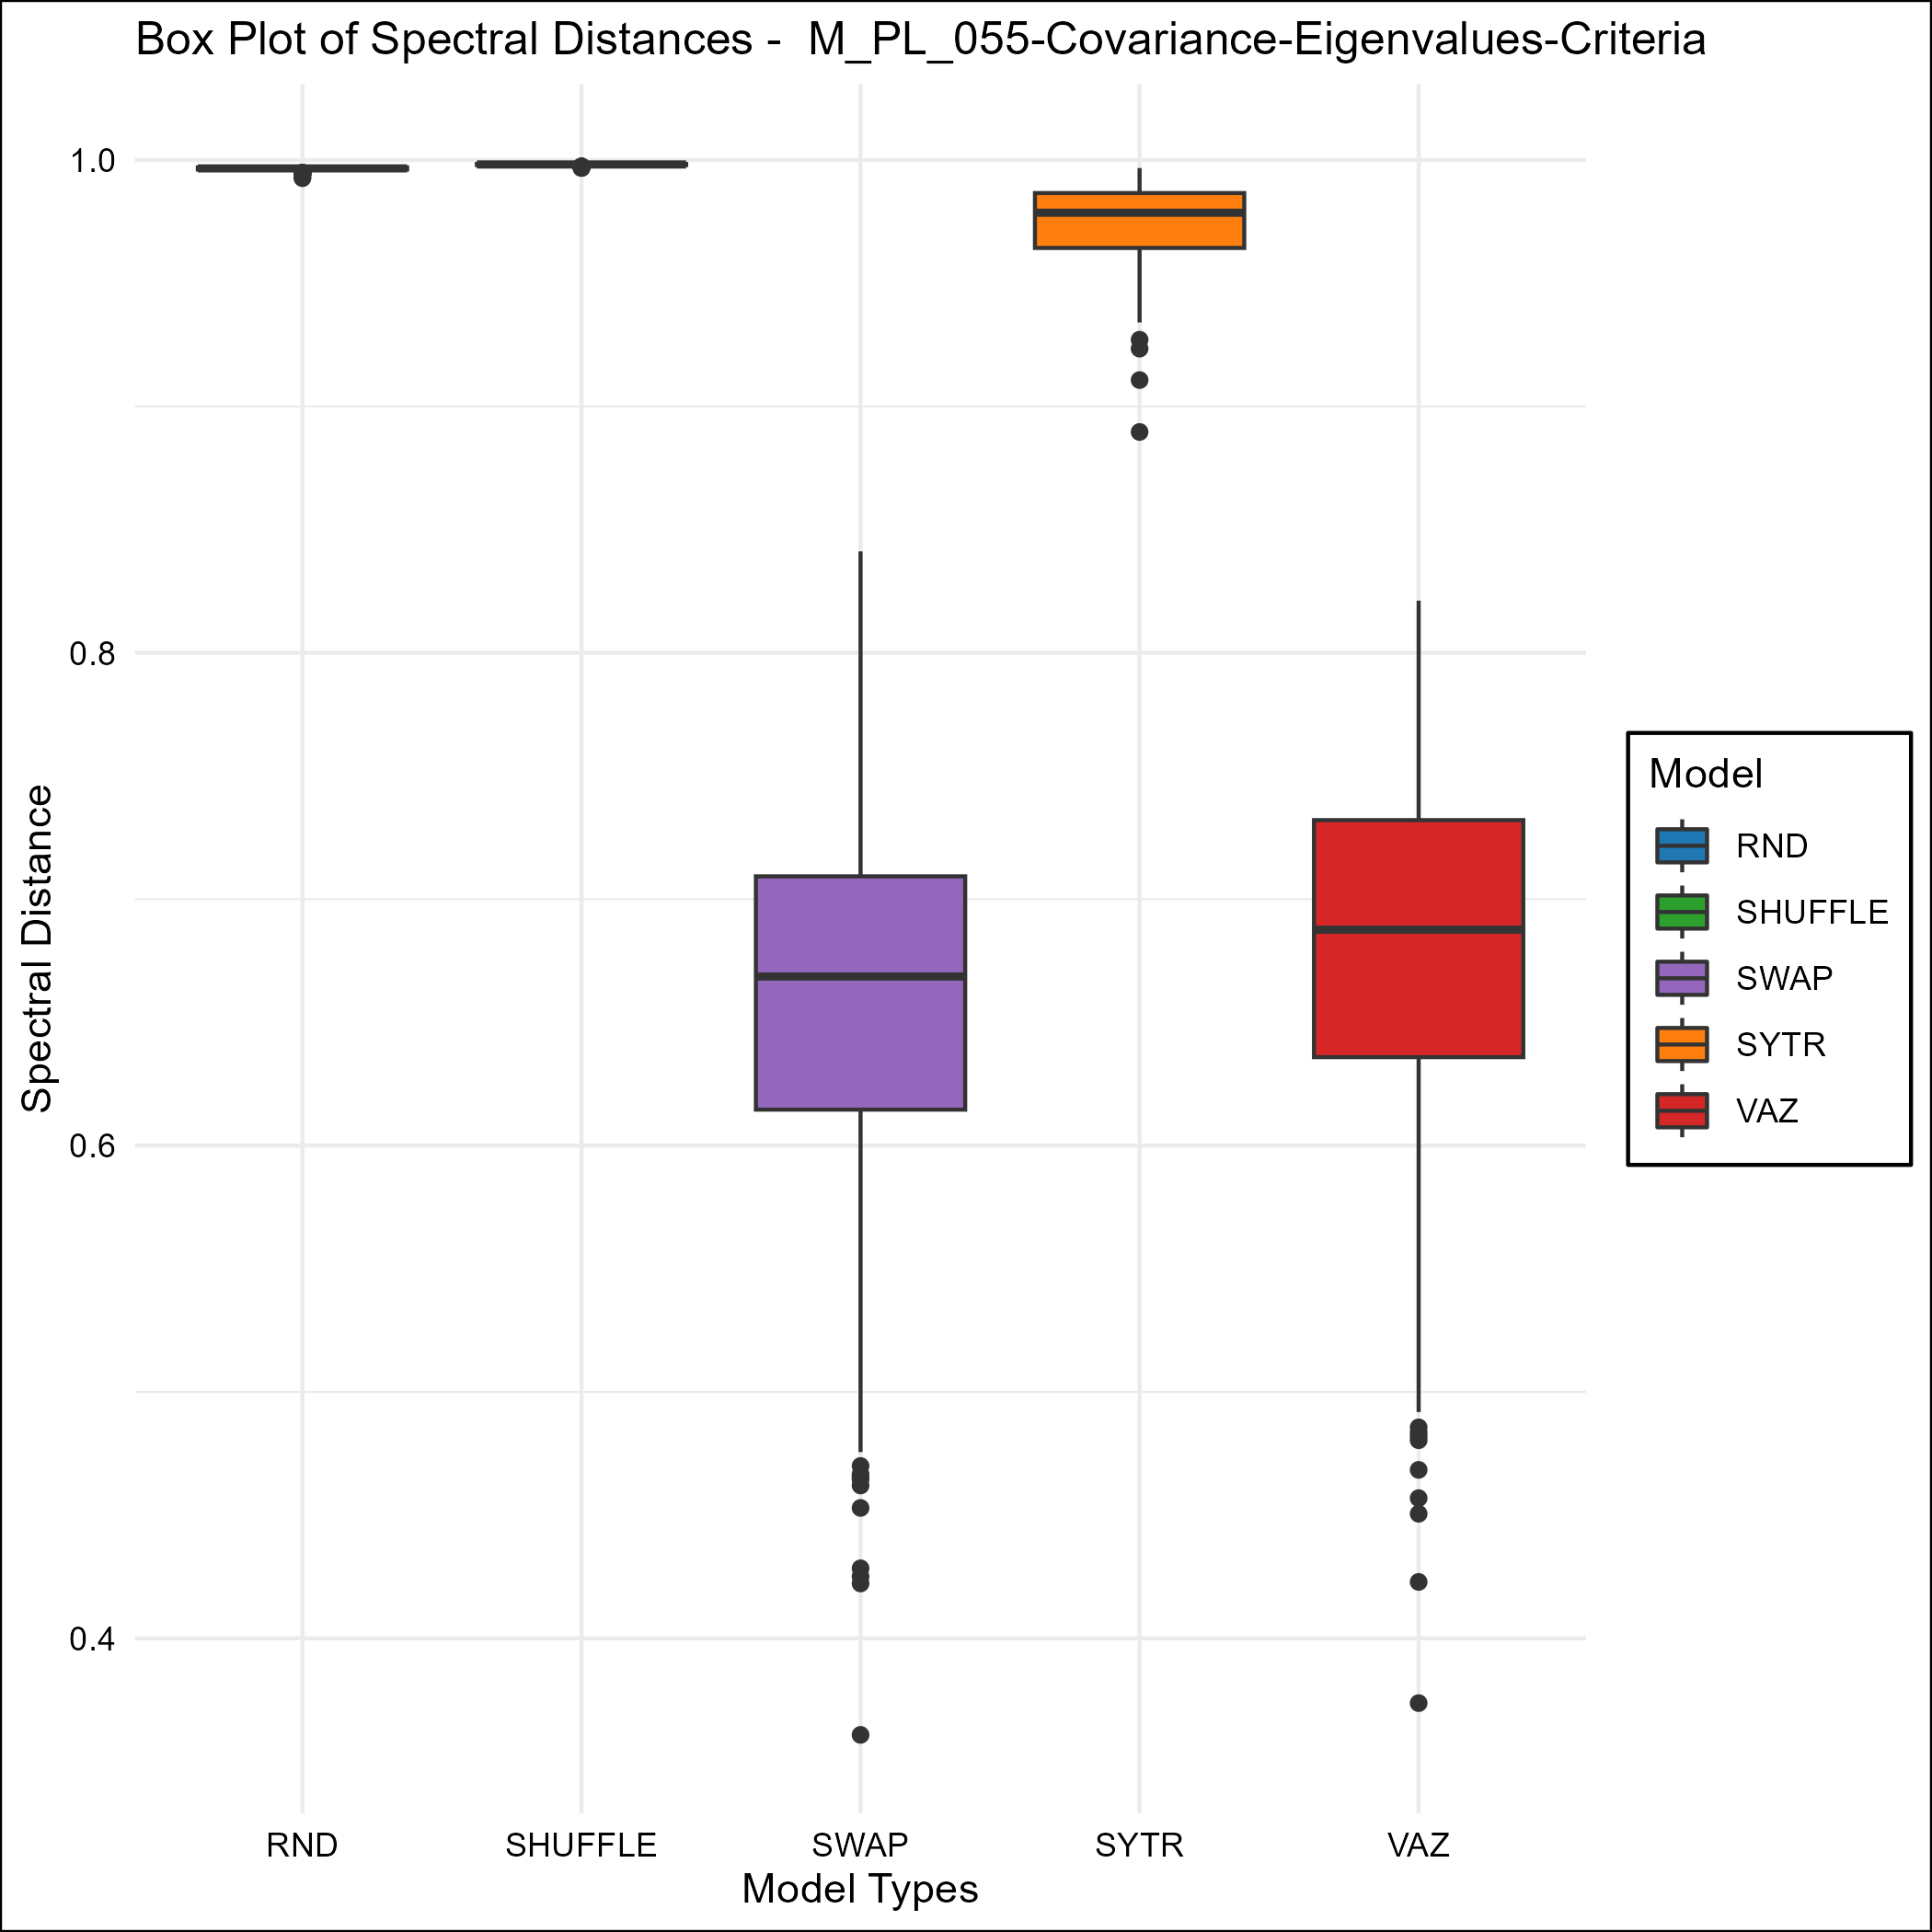 Box Plot of Spectral Distances -  M_PL_055-Covariance-Eigenvalues-Criteria
1.0
0.8
0.6
0.4
Spectral Distance
RND
SHUFFLE
SWAP
SYTR
VAZ
Model Types
Model
RND
SHUFFLE
SWAP
SYTR
VAZ